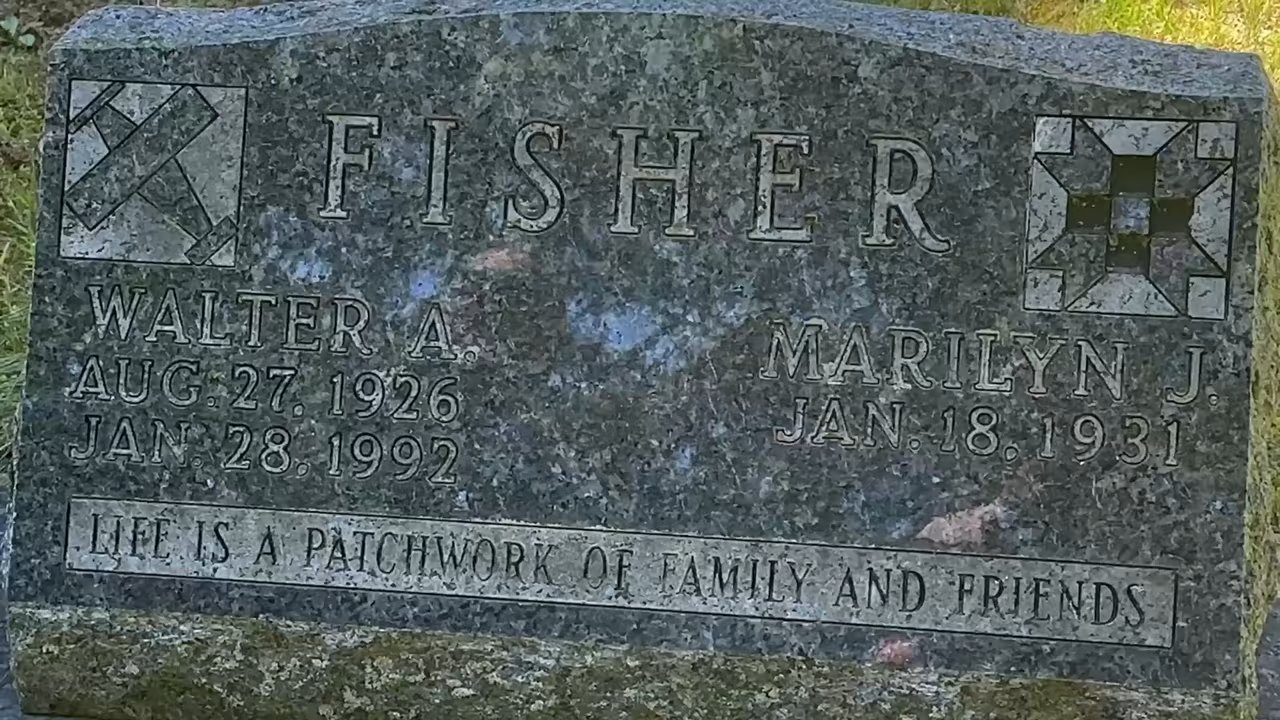 FISHER
WALTER A.
AUG. 27, 1926
JAN. 28, 1992
MARILYN J.
JAN. 18, 1931
LIFE IS A PATCHWORK OF FAMILY AND FRIENDS